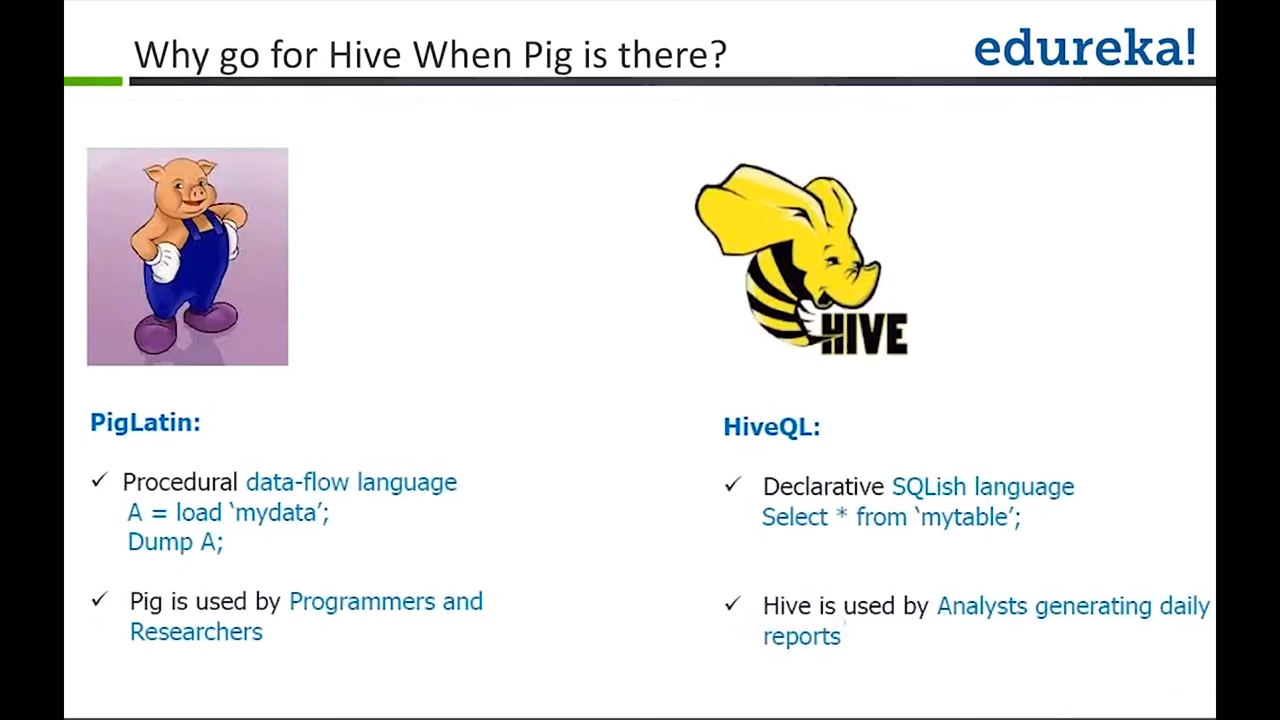 Why go for Hive When Pig is there?
edureka!
HIVE
PigLatin:
✓ Procedural data-flow language
A = load ‘mydata’;
Dump A;
✓ Pig is used by Programmers and
Researchers
HiveQL:
✓ Declarative SQLish language
Select * from ‘mytable’;
✓ Hive is used by Analysts generating daily
reports